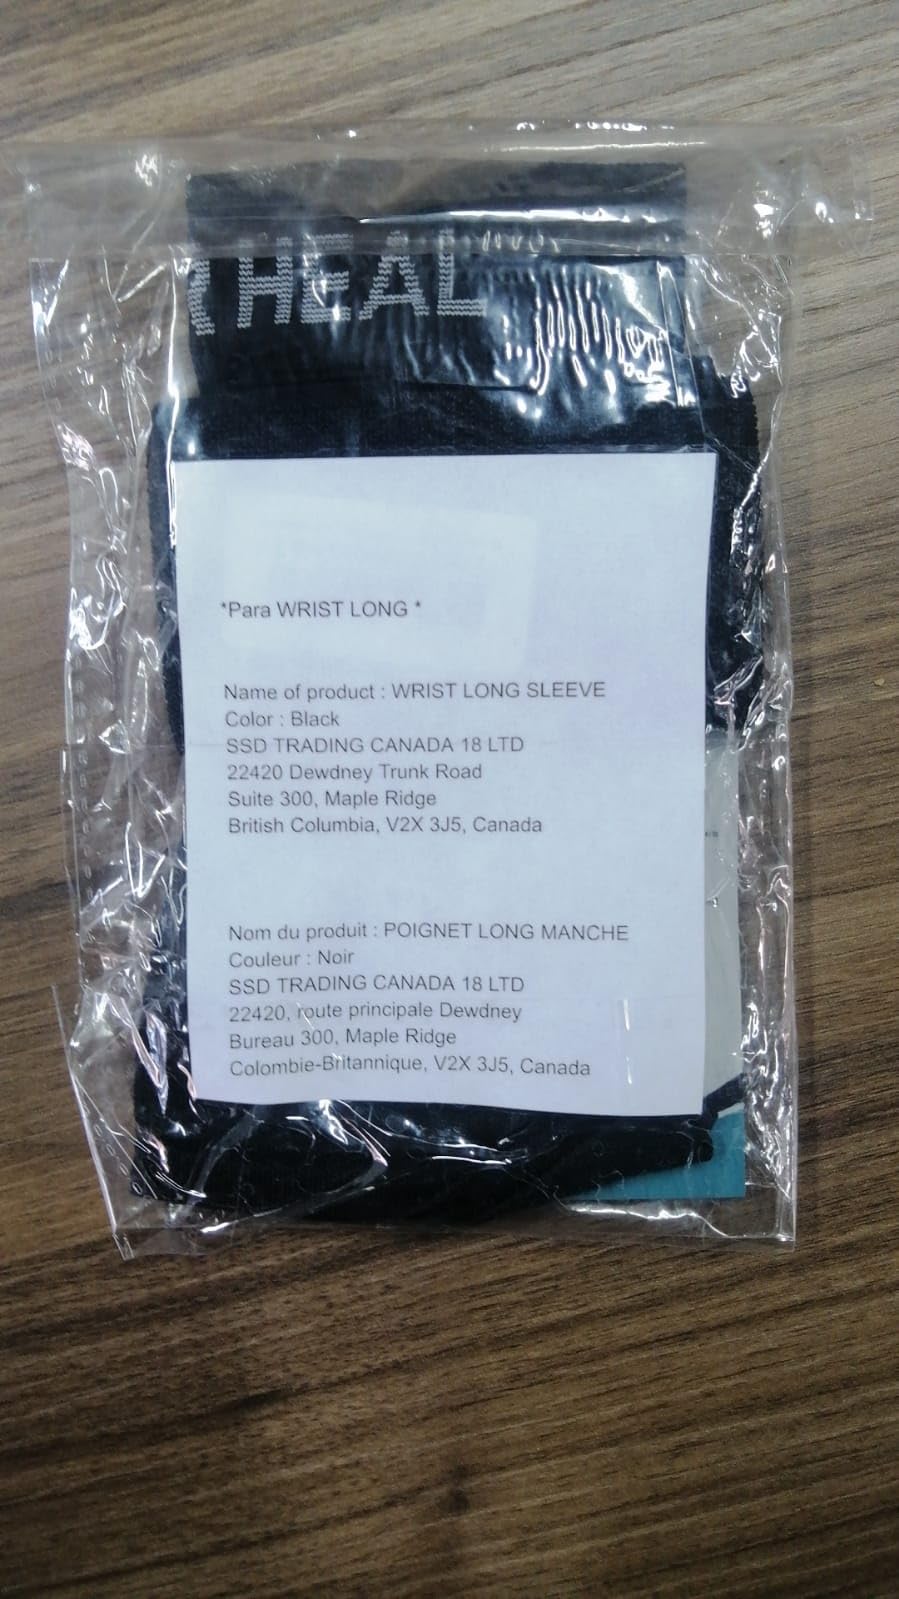 HEAL
*Para WRIST LONG *
Name of product : WRIST LONG SLEEVE
Color : Black
SSD TRADING CANADA 18 LTD
22420 Dewdney Trunk Road
Suite 300, Maple Ridge
British Columbia, V2X 3J5, Canada
Nom du produit : POIGNET LONG MANCHE
Couleur : Noir
SSD TRADING CANADA 18 LTD
22420, route principale Dewdney
Bureau 300, Maple Ridge
Colombie-Britannique, V2X 3J5, Canada